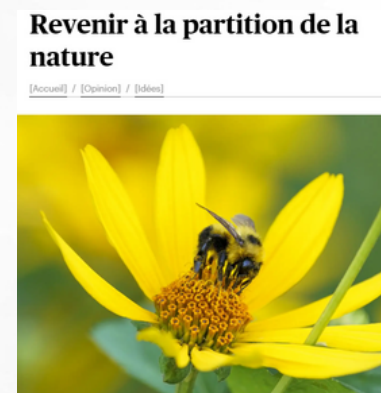 Revenir à la partition de la
nature
[Accueil] / [Opinion] / [Idées]